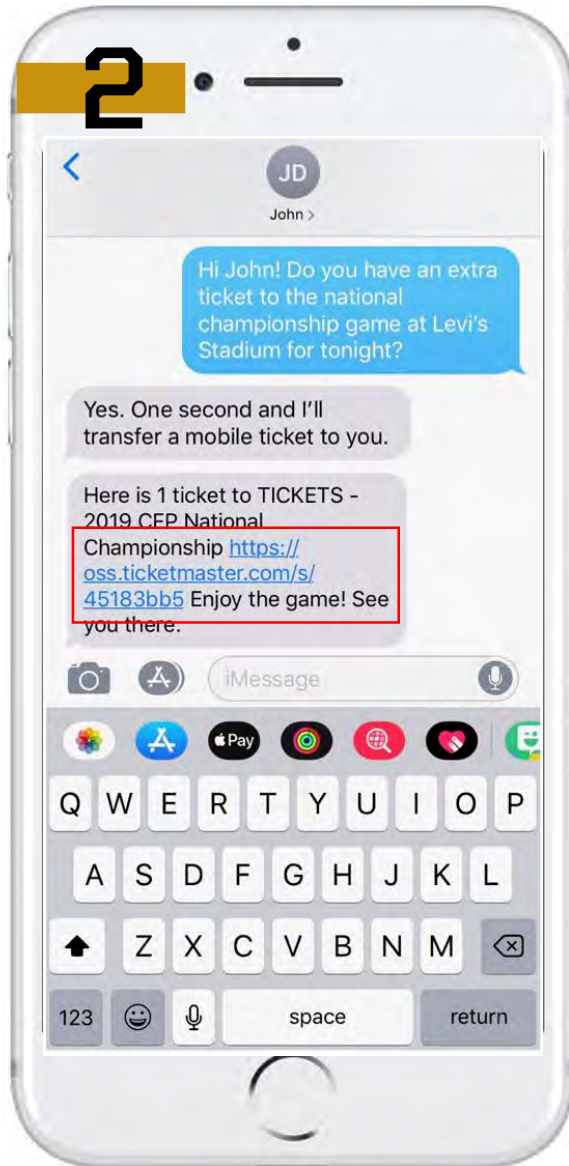 2
JD
John >
Hi John! Do you have an extra
ticket to the national
championship game at Levi's
Stadium for tonight?
Yes. One second and I'll
transfer a mobile ticket to you.
Here is 1 ticket to TICKETS -
2019 CFP National
Championship https://
oss.ticketmaster.com/s/
45183bb5 Enjoy the game! See
you there.
iMessage
Pay
Q W E R T Y U I O P
A S D F G H J K L
Z X C V B N M
123 space return